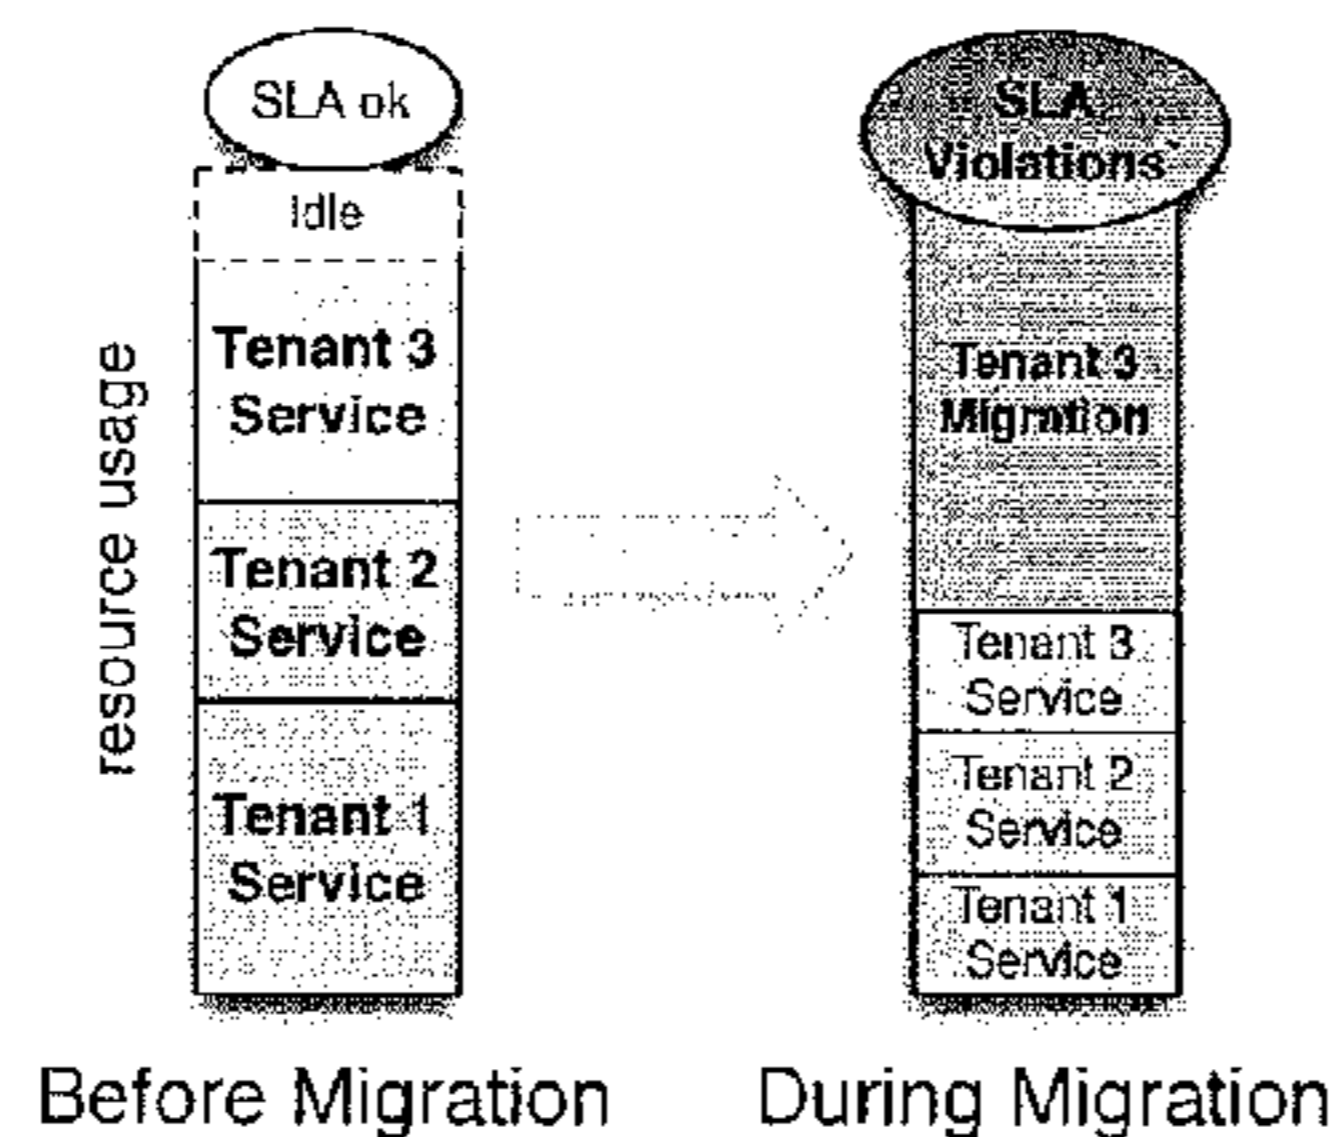 SLA ok
Idle
Tenant 3
Service
Tenant 2
Service
Tenant 1
Service
resource usage
Before Migration
SLA
Violations
Tenant 3
Migration
Tenant 3
Service
Tenant 2
Service
Tenant 1
Service
During Migration